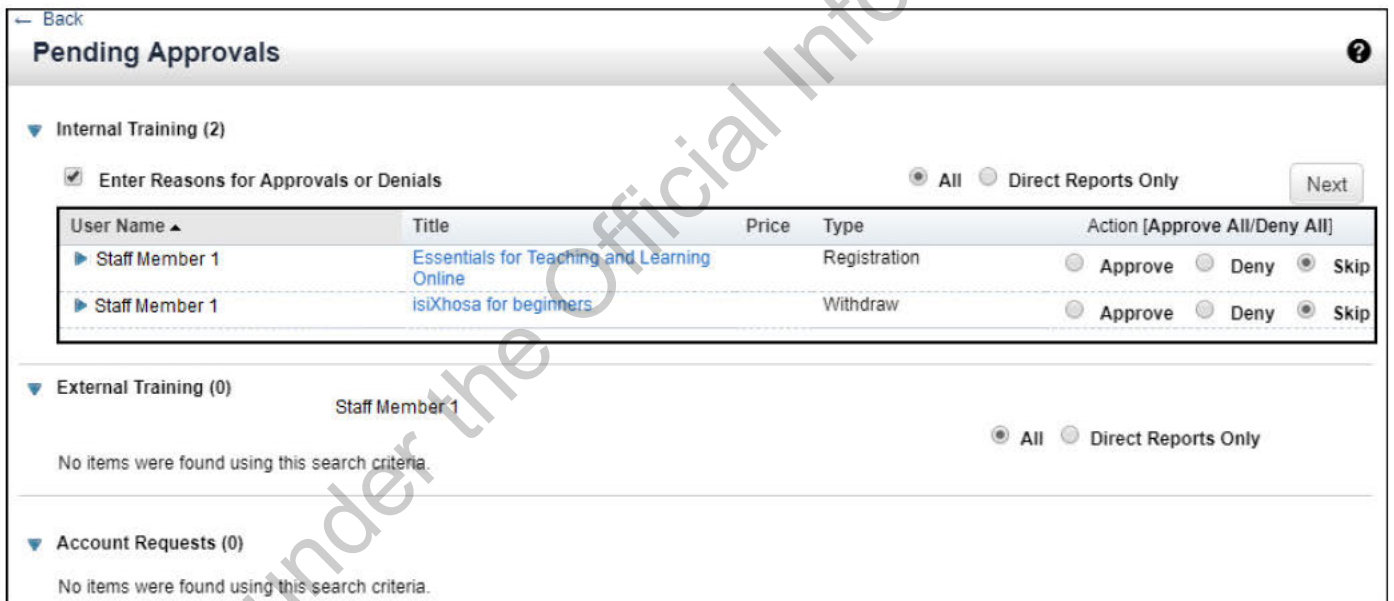 ← Back
Pending Approvals
?
Internal Training (2)
Enter Reasons for Approvals or Denials
All Direct Reports Only
Next
User Name Title Price Type Action [Approve All/Deny All]
Staff Member 1 Essentials for Teaching and Learning Online Registration Approve Deny Skip
Staff Member 1 isiXhosa for beginners Withdraw Approve Deny Skip
External Training (0)
Staff Member 1
All Direct Reports Only
No items were found using this search criteria.
Account Requests (0)
No items were found using this search criteria.
under the Official Info